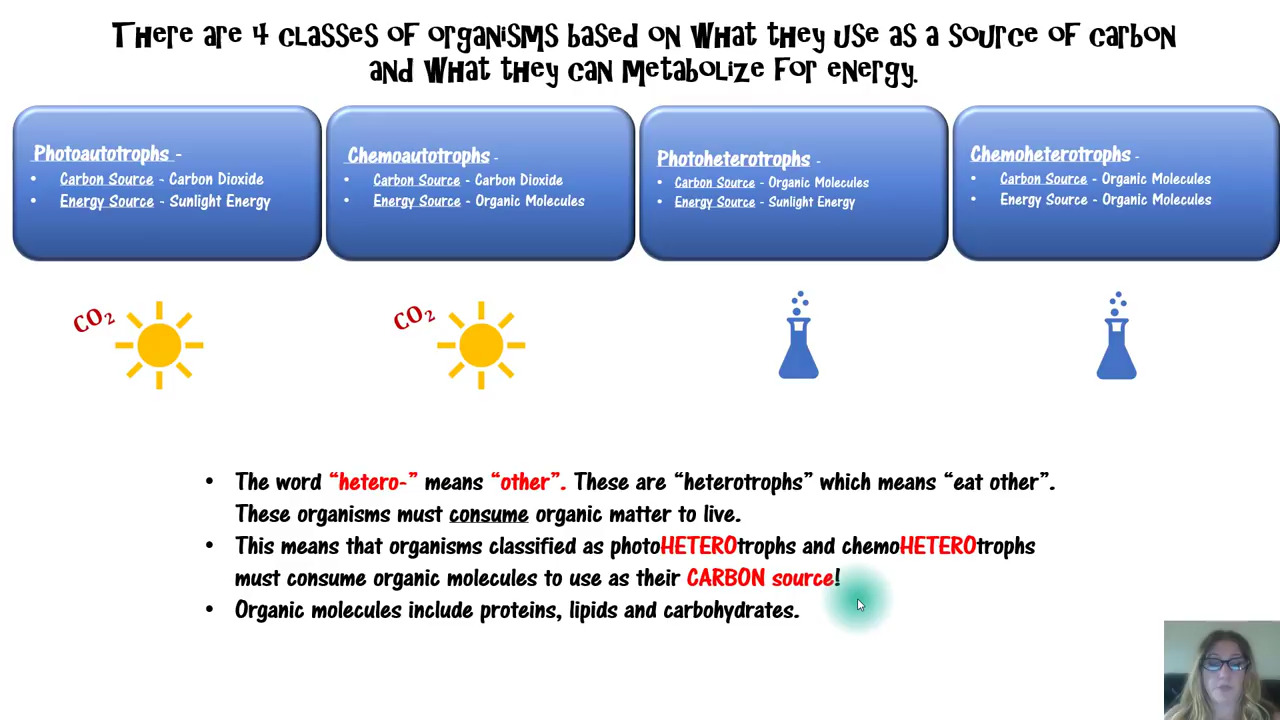 There are 4 classes of organisms based on what they use as a source of carbon
and what they can metabolize for energy.
Photoautotrophs -
• Carbon Source - Carbon Dioxide
• Energy Source - Sunlight Energy
Chemoautotrophs -
• Carbon Source - Carbon Dioxide
• Energy Source - Organic Molecules
Photoheterotrophs -
• Carbon Source - Organic Molecules
• Energy Source - Sunlight Energy
Chemoheterotrophs -
• Carbon Source - Organic Molecules
• Energy Source - Organic Molecules
CO₂
CO₂
• The word “hetero-” means “other”. These are “heterotrophs” which means “eat other”.
These organisms must consume organic matter to live.
• This means that organisms classified as photoHETEROtrophs and chemoHETEROtrophs
must consume organic molecules to use as their CARBON source!
• Organic molecules include proteins, lipids and carbohydrates.